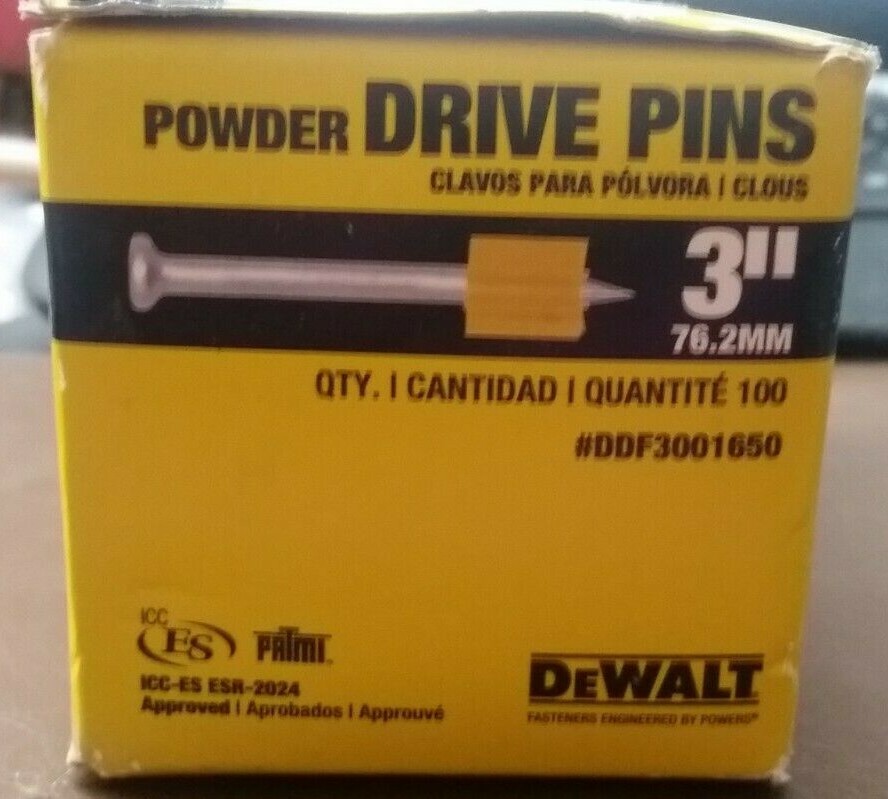 POWDER DRIVE PINS
CLAVOS PARA PÓLVORA | CLOUS
3"
76.2MM
QTY. | CANTIDAD | QUANTITÉ 100
#DDF3001650
ICC
ES
PATMI
ICC-ES ESR-2024
Approved | Aprobados | Approuvé
DEWALT
FASTENERS ENGINEERED BY POWERS®